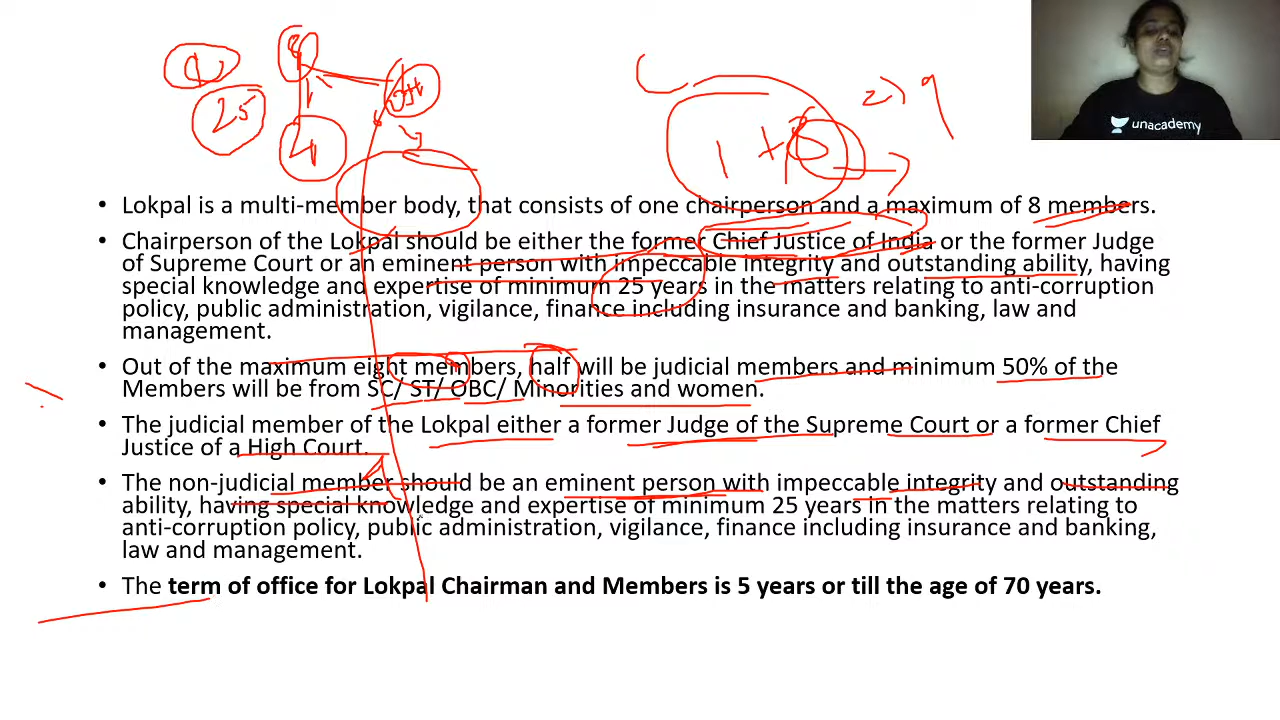 25
4
1 + 8
=> 9
unacademy
• Lokpal is a multi-member body, that consists of one chairperson and a maximum of 8 members.
• Chairperson of the Lokpal should be either the former Chief Justice of India or the former Judge
of Supreme Court or an eminent person with impeccable integrity and outstanding ability, having
special knowledge and expertise of minimum 25 years in the matters relating to anti-corruption
policy, public administration, vigilance, finance including insurance and banking, law and
management.
• Out of the maximum eight members, half will be judicial members and minimum 50% of the
Members will be from SC/ ST/ OBC/ Minorities and women.
• The judicial member of the Lokpal either a former Judge of the Supreme Court or a former Chief
Justice of a High Court.
• The non-judicial member should be an eminent person with impeccable integrity and outstanding
ability, having special knowledge and expertise of minimum 25 years in the matters relating to
anti-corruption policy, public administration, vigilance, finance including insurance and banking,
law and management.
• The term of office for Lokpal Chairman and Members is 5 years or till the age of 70 years.